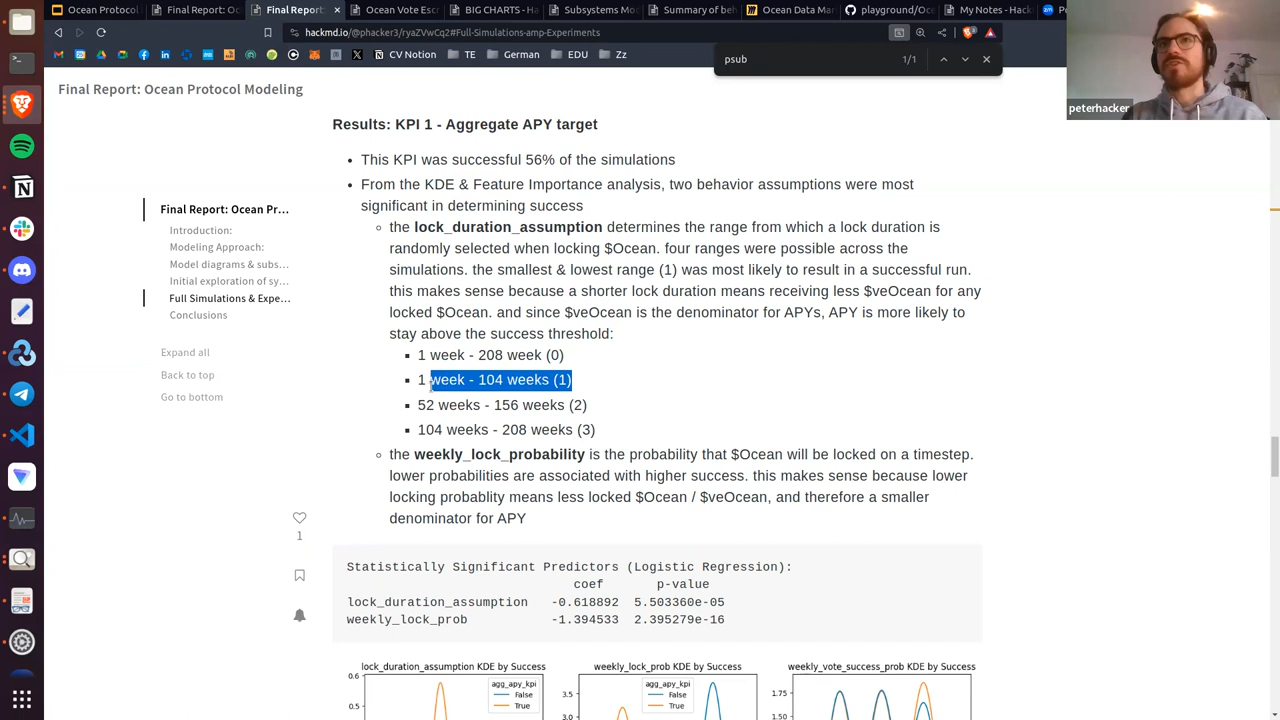 Ocean Protocol
Final Report: Oc
Final Report:
Ocean Vote Esc
BIG CHARTS - Ha
Subsystems Mod
Summary of beh
Ocean Data Mar
playground/Oce
My Notes - Hack
Pe
hackmd.io/@phacker3/ryaZVwCq2#Full-Simulations-amp-Experiments
CV Notion
TE
German
EDU
Zz
psub
1/1
peterhacker
Final Report: Ocean Protocol Modeling
Final Report: Ocean Pr...
Introduction:
Modeling Approach:
Model diagrams & subs...
Initial exploration of sy...
Full Simulations & Expe...
Conclusions
Expand all
Back to top
Go to bottom
1
Results: KPI 1 - Aggregate APY target
• This KPI was successful 56% of the simulations
• From the KDE & Feature Importance analysis, two behavior assumptions were most
significant in determining success
◦ the lock_duration_assumption determines the range from which a lock duration is
randomly selected when locking $Ocean. four ranges were possible across the
simulations. the smallest & lowest range (1) was most likely to result in a successful run.
this makes sense because a shorter lock duration means receiving less $veOcean for any
locked $Ocean. and since $veOcean is the denominator for APYs, APY is more likely to
stay above the success threshold:
▪ 1 week - 208 week (0)
▪ 1 week - 104 weeks (1)
▪ 52 weeks - 156 weeks (2)
▪ 104 weeks - 208 weeks (3)
◦ the weekly_lock_probability is the probability that $Ocean will be locked on a timestep.
lower probabilities are associated with higher success. this makes sense because lower
locking probablity means less locked $Ocean / $veOcean, and therefore a smaller
denominator for APY
Statistically Significant Predictors (Logistic Regression):
coef p-value
lock_duration_assumption -0.618892 5.503360e-05
weekly_lock_prob -1.394533 2.395279e-16
lock_duration_assumption KDE by Success
0.6
0.5
agg_apy_kpi
False
True
weekly_lock_prob KDE by Success
3.5
3.0
agg_apy_kpi
False
True
weekly_vote_success_prob KDE by Success
1.75
1.50